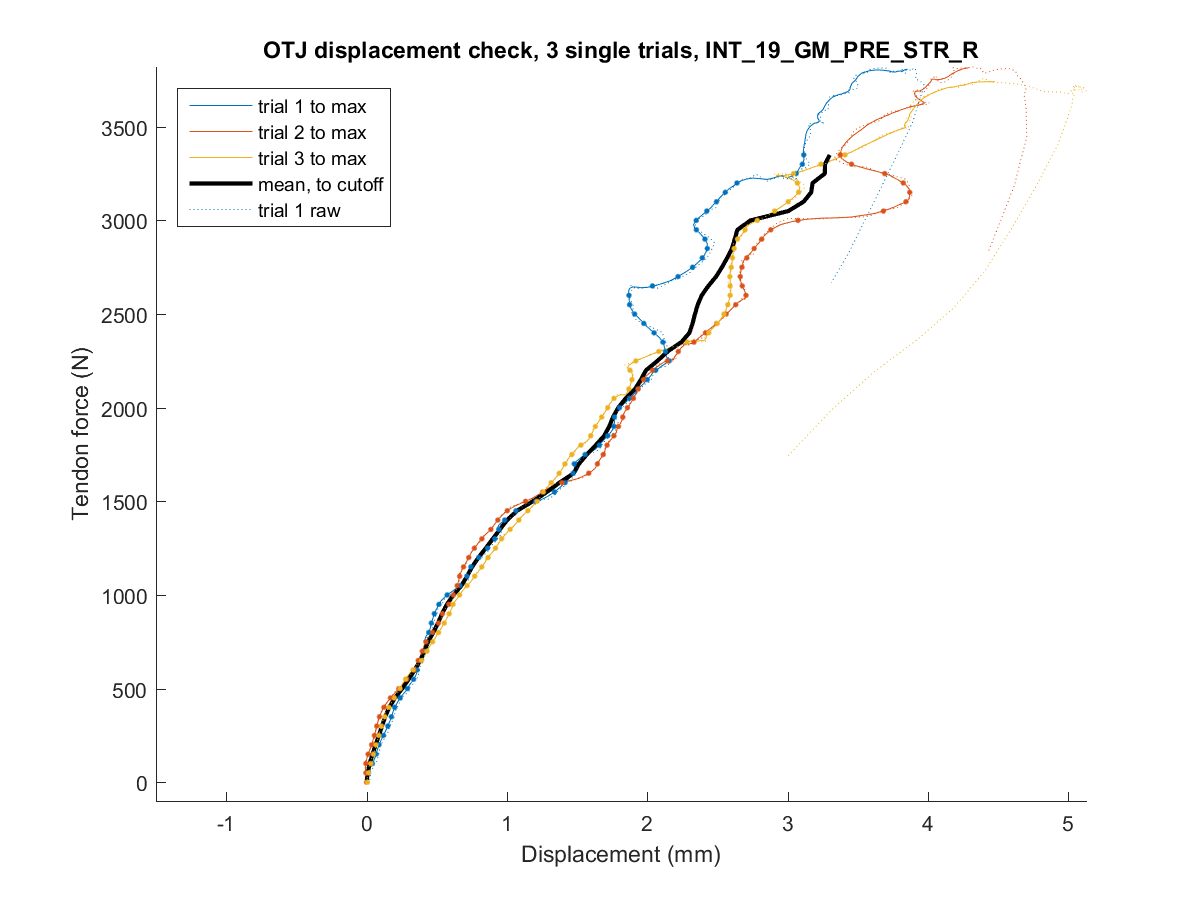 OTJ displacement check, 3 single trials, INT_19_GM_PRE_STR_R
trial 1 to max
trial 2 to max
trial 3 to max
mean, to cutoff
trial 1 raw
3500
3000
2500
2000
1500
1000
500
0
Tendon force (N)
-1 0 1 2 3 4 5
Displacement (mm)